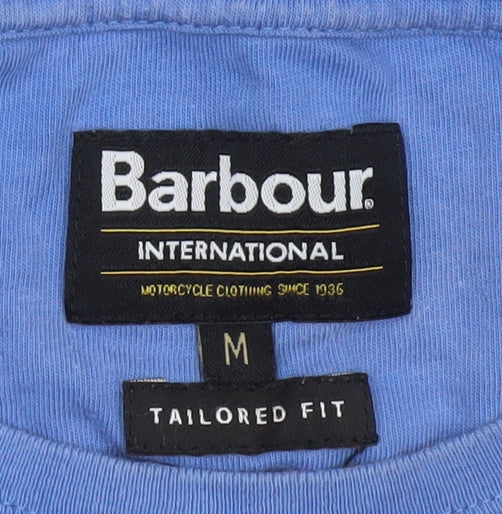 Barbour®
INTERNATIONAL
MOTORCYCLE CLOTHING SINCE 1936
M
TAILORED FIT